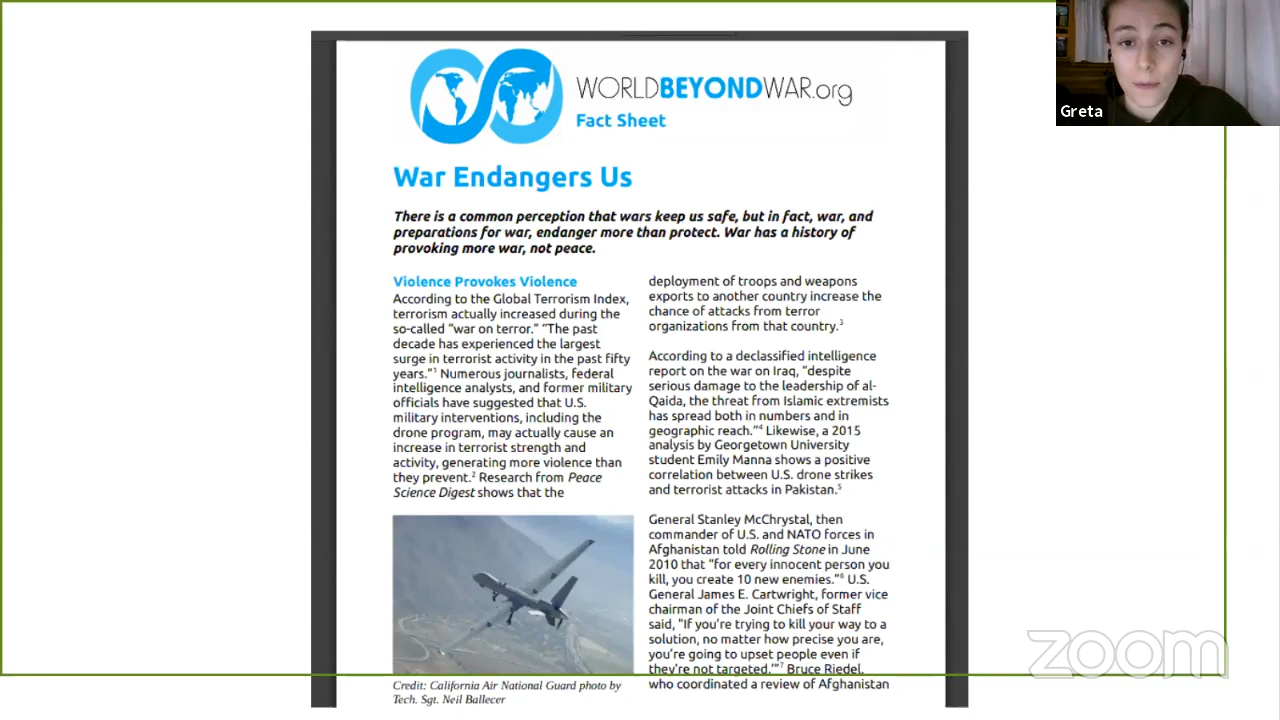 WORLDBEYONDWAR.org
Fact Sheet
War Endangers Us
There is a common perception that wars keep us safe, but in fact, war, and
preparations for war, endanger more than protect. War has a history of
provoking more war, not peace.
Violence Provokes Violence
According to the Global Terrorism Index,
terrorism actually increased during the
so-called “war on terror.” “The past
decade has experienced the largest
surge in terrorist activity in the past fifty
years.”1 Numerous journalists, federal
intelligence analysts, and former military
officials have suggested that U.S.
military interventions, including the
drone program, may actually cause an
increase in terrorist strength and
activity, generating more violence than
they prevent.2 Research from Peace
Science Digest shows that the
Credit: California Air National Guard photo by
Tech. Sgt. Neil Ballecer
deployment of troops and weapons
exports to another country increase the
chance of attacks from terror
organizations from that country.3
According to a declassified intelligence
report on the war on Iraq, “despite
serious damage to the leadership of al-
Qaida, the threat from Islamic extremists
has spread both in numbers and in
geographic reach.”4 Likewise, a 2015
analysis by Georgetown University
student Emily Manna shows a positive
correlation between U.S. drone strikes
and terrorist attacks in Pakistan.5
General Stanley McChrystal, then
commander of U.S. and NATO forces in
Afghanistan told Rolling Stone in June
2010 that “for every innocent person you
kill, you create 10 new enemies.”6 U.S.
General James E. Cartwright, former vice
chairman of the Joint Chiefs of Staff
said, "If you’re trying to kill your way to a
solution, no matter how precise you are,
you’re going to upset people even if
they’re not targeted.’”7 Bruce Riedel,
who coordinated a review of Afghanistan
Greta
zoom